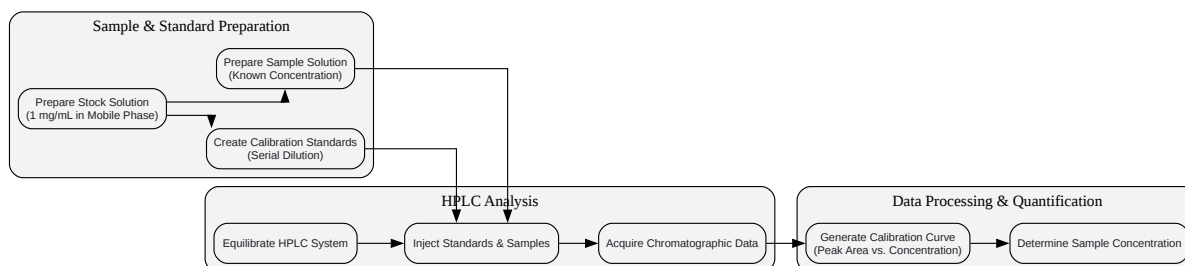 Sample & Standard Preparation
Prepare Sample Solution
(Known Concentration)
Prepare Stock Solution
(1 mg/mL in Mobile Phase)
Create Calibration Standards
(Serial Dilution)
HPLC Analysis
Equilibrate HPLC System
Inject Standards & Samples
Acquire Chromatographic Data
Data Processing & Quantification
Generate Calibration Curve
(Peak Area vs. Concentration)
Determine Sample Concentration